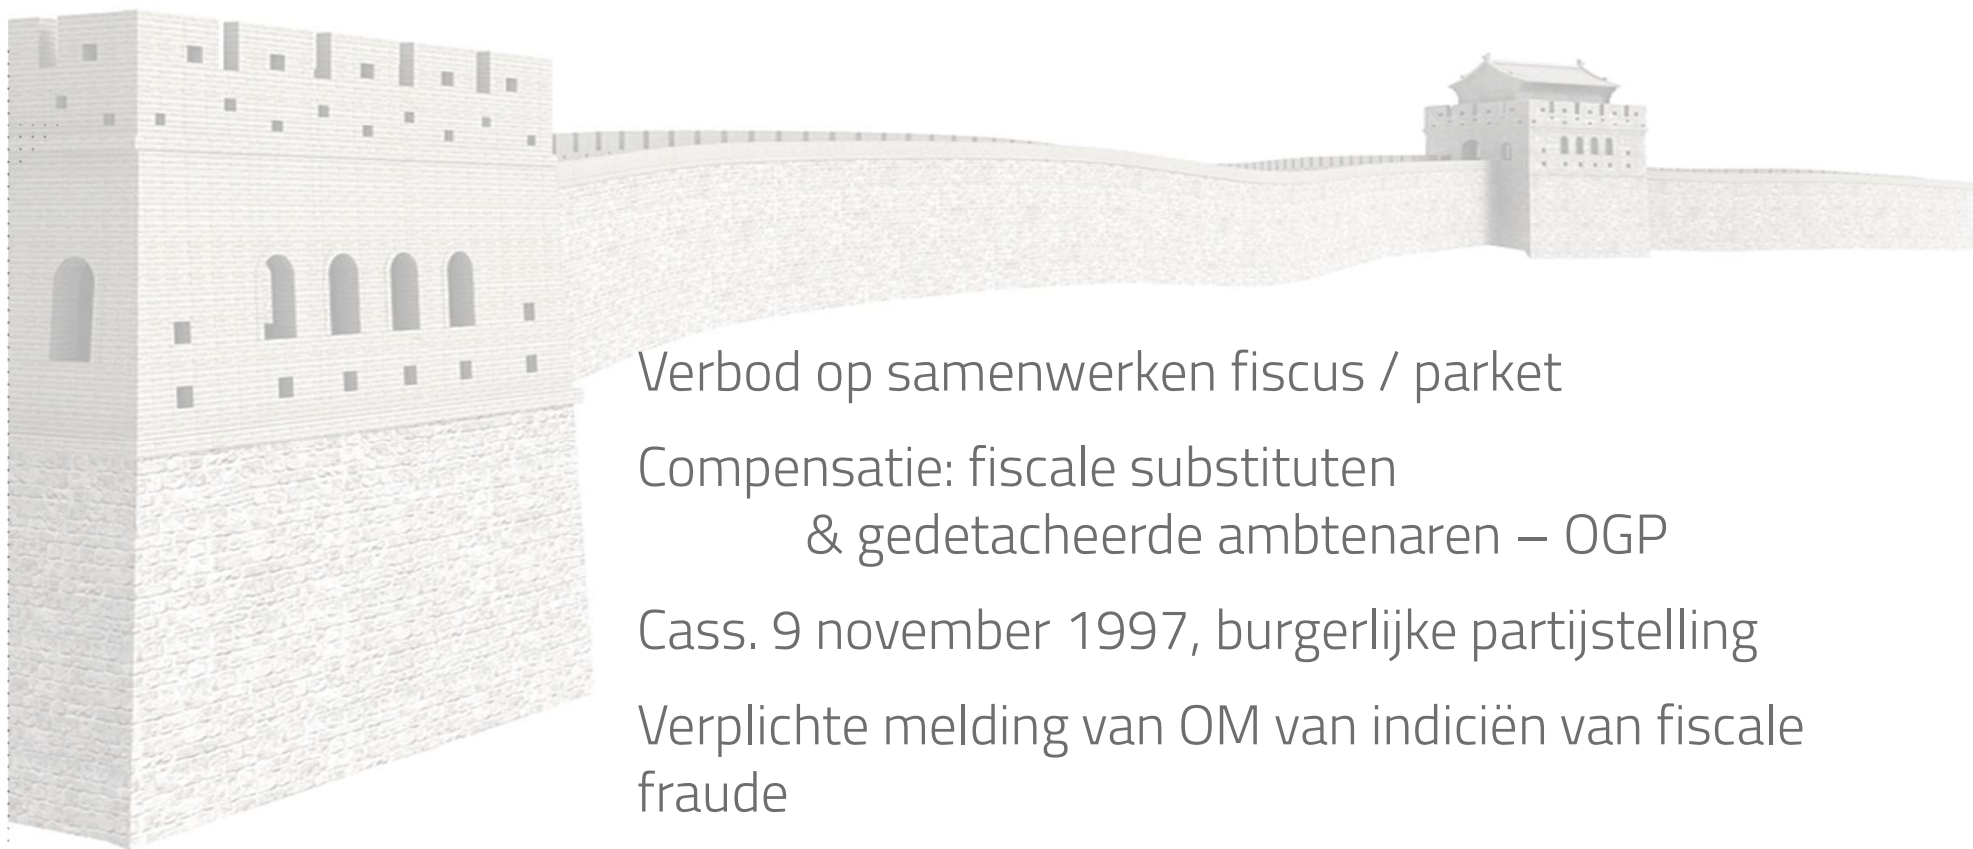 Verbod op samenwerken fiscus / parket
Compensatie: fiscale substituten
& gedetacheerde ambtenaren – OGP
Cass. 9 november 1997, burgerlijke partijstelling
Verplichte melding van OM van indiciën van fiscale
fraude